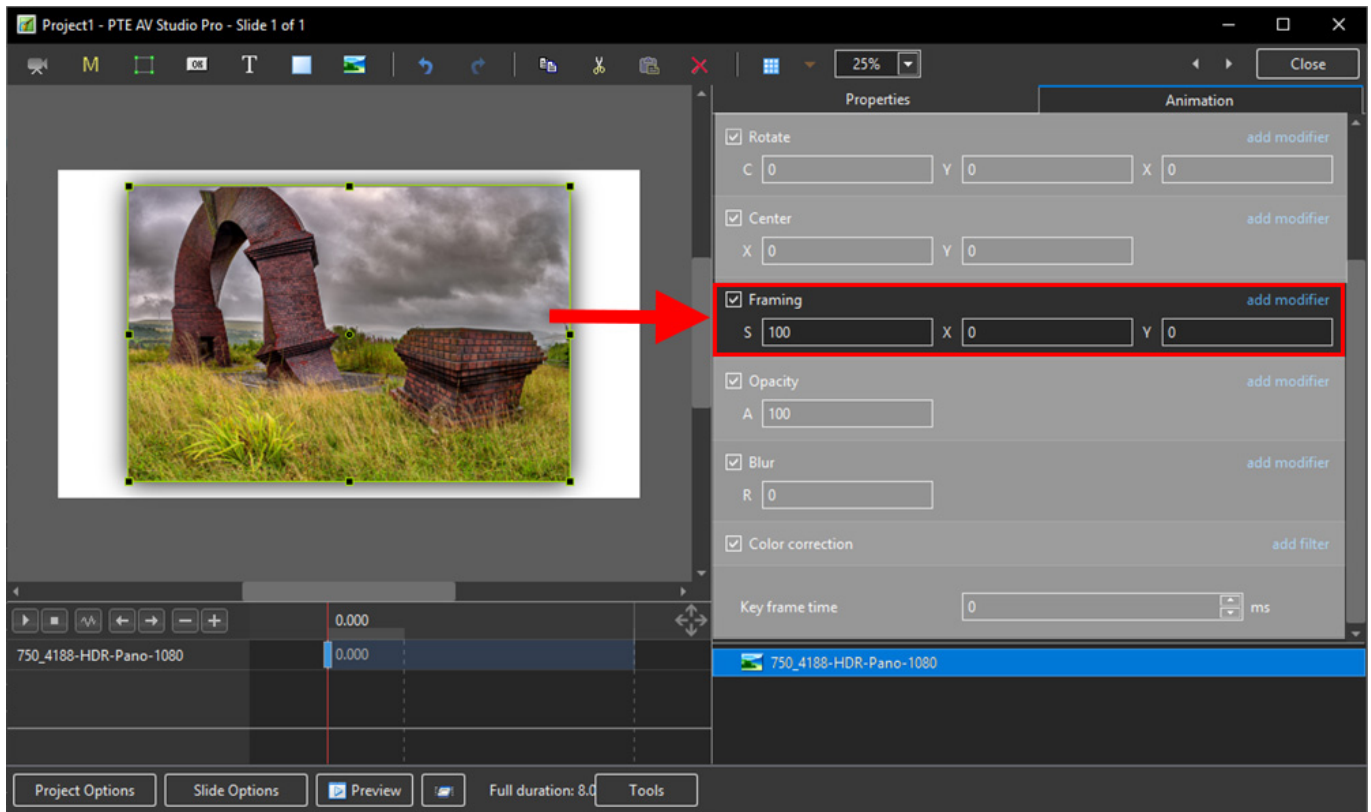 Project1 - PTE AV Studio Pro - Slide 1 of 1
M OK T 25% Close
Properties Animation
Rotate add modifier
C 0 Y 0 X 0
Center add modifier
X 0 Y 0
Framing add modifier
S 100 X 0 Y 0
Opacity add modifier
A 100
Blur add modifier
R 0
Color correction add filter
Key frame time 0 ms
0.000
750_4188-HDR-Pano-1080 0.000
750_4188-HDR-Pano-1080
Project Options Slide Options Preview Full duration: 8.0 Tools